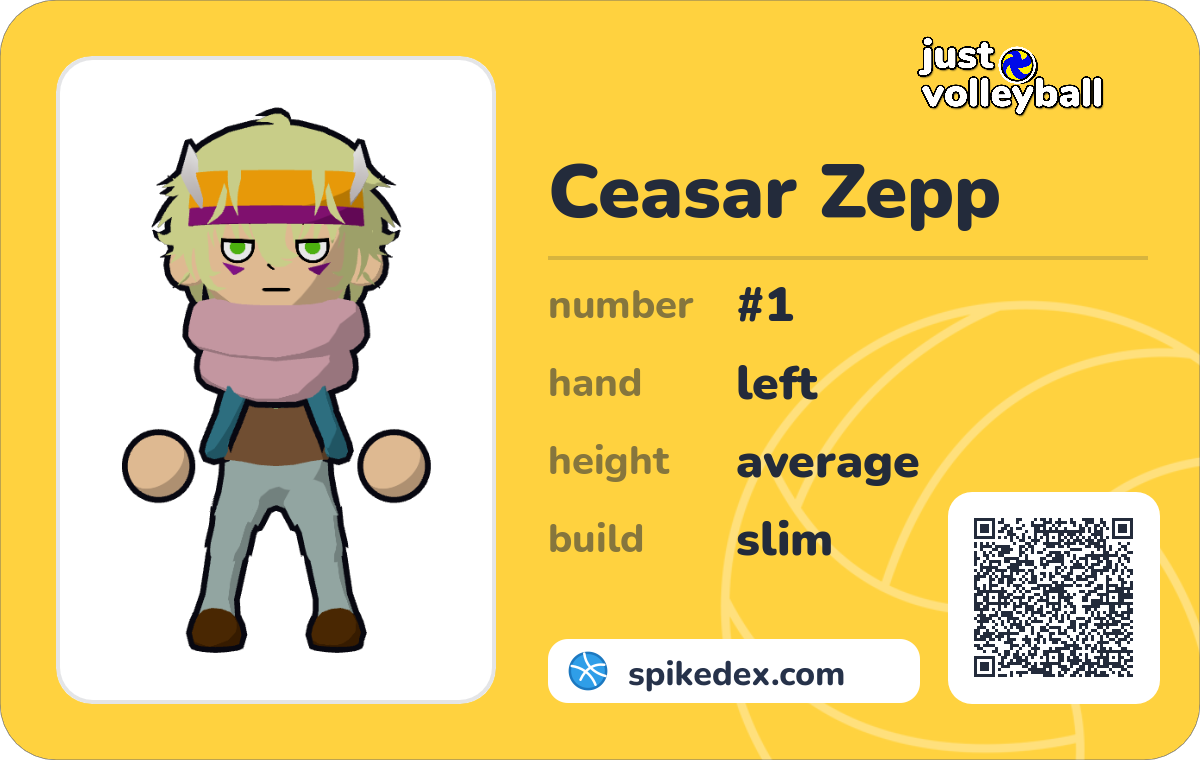 just
volleyball
Ceasar Zepp
number #1
hand left
height average
build slim
spikedex.com